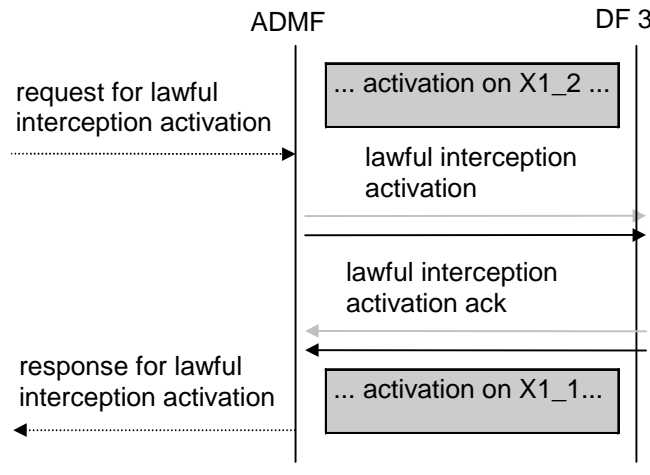 ADMF
DF 3
request for lawful
interception activation
... activation on X1_2 ...
lawful interception
activation
lawful interception
activation ack
response for lawful
interception activation
... activation on X1_1...